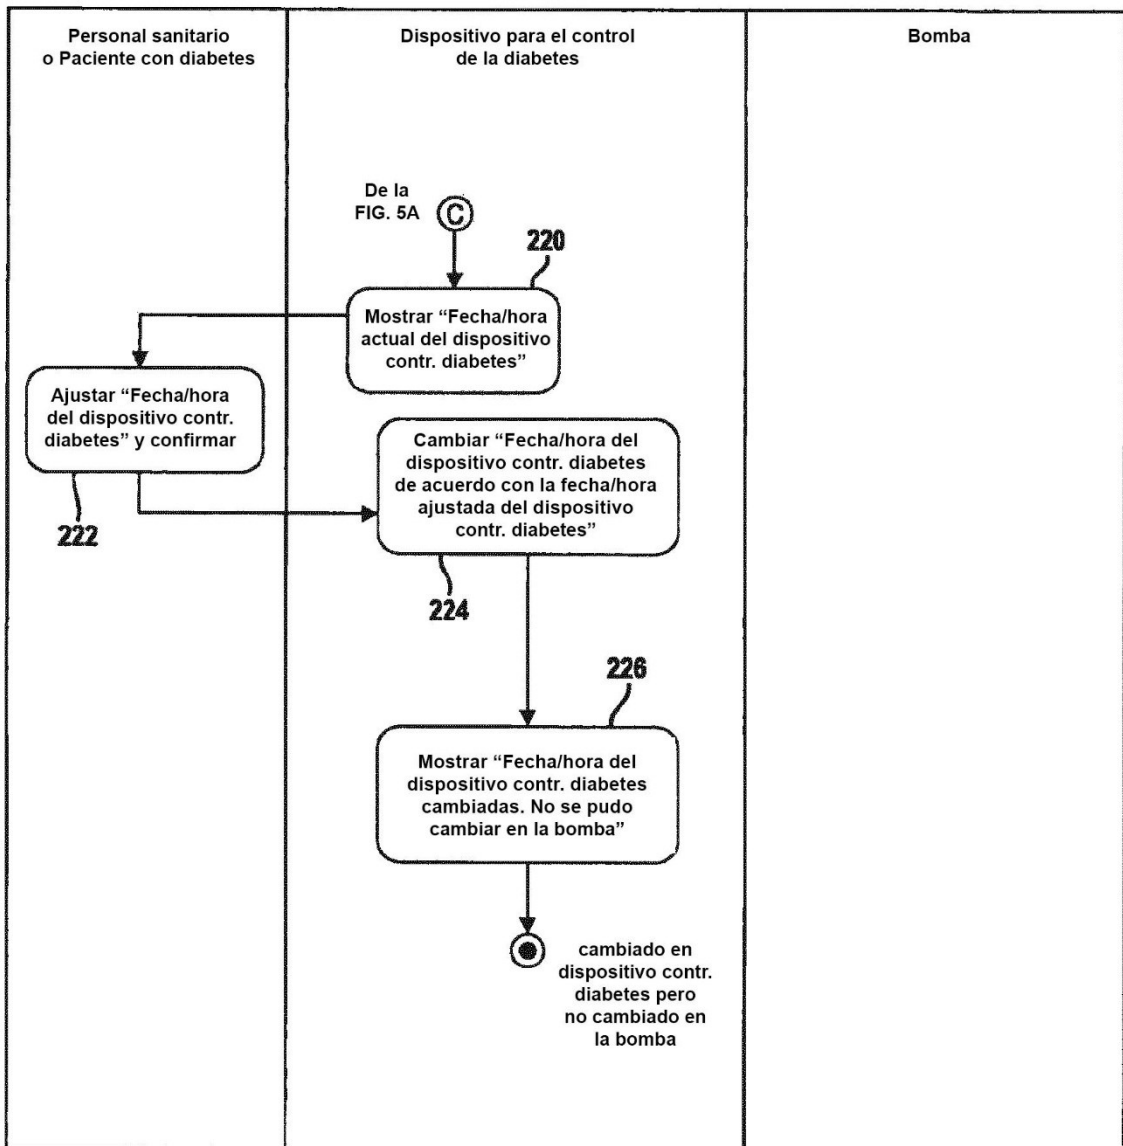 Personal sanitario
o Paciente con diabetes
Dispositivo para el control
de la diabetes
Bomba
De la
FIG. 5A
C
220
Mostrar “Fecha/hora
actual del dispositivo
contr. diabetes”
Ajustar “Fecha/hora
del dispositivo contr.
diabetes” y confirmar
222
Cambiar “Fecha/hora del
dispositivo contr. diabetes
de acuerdo con la fecha/hora
ajustada del dispositivo
contr. diabetes”
224
226
Mostrar “Fecha/hora del
dispositivo contr. diabetes
cambiadas. No se pudo
cambiar en la bomba”
cambiado en
dispositivo contr.
diabetes pero
no cambiado en
la bomba